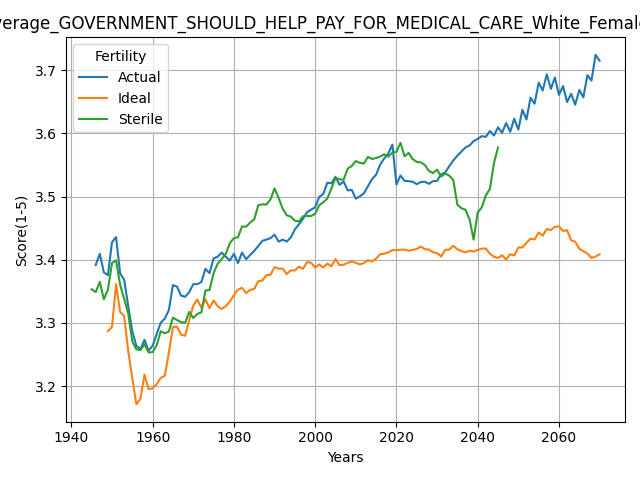 verage_GOVERNMENT_SHOULD_HELP_PAY_FOR_MEDICAL_CARE_White_Female
Fertility
Actual
Ideal
Sterile
3.7
3.6
3.5
3.4
3.3
3.2
Score(1-5)
1940
1960
1980
2000
2020
2040
2060
Years